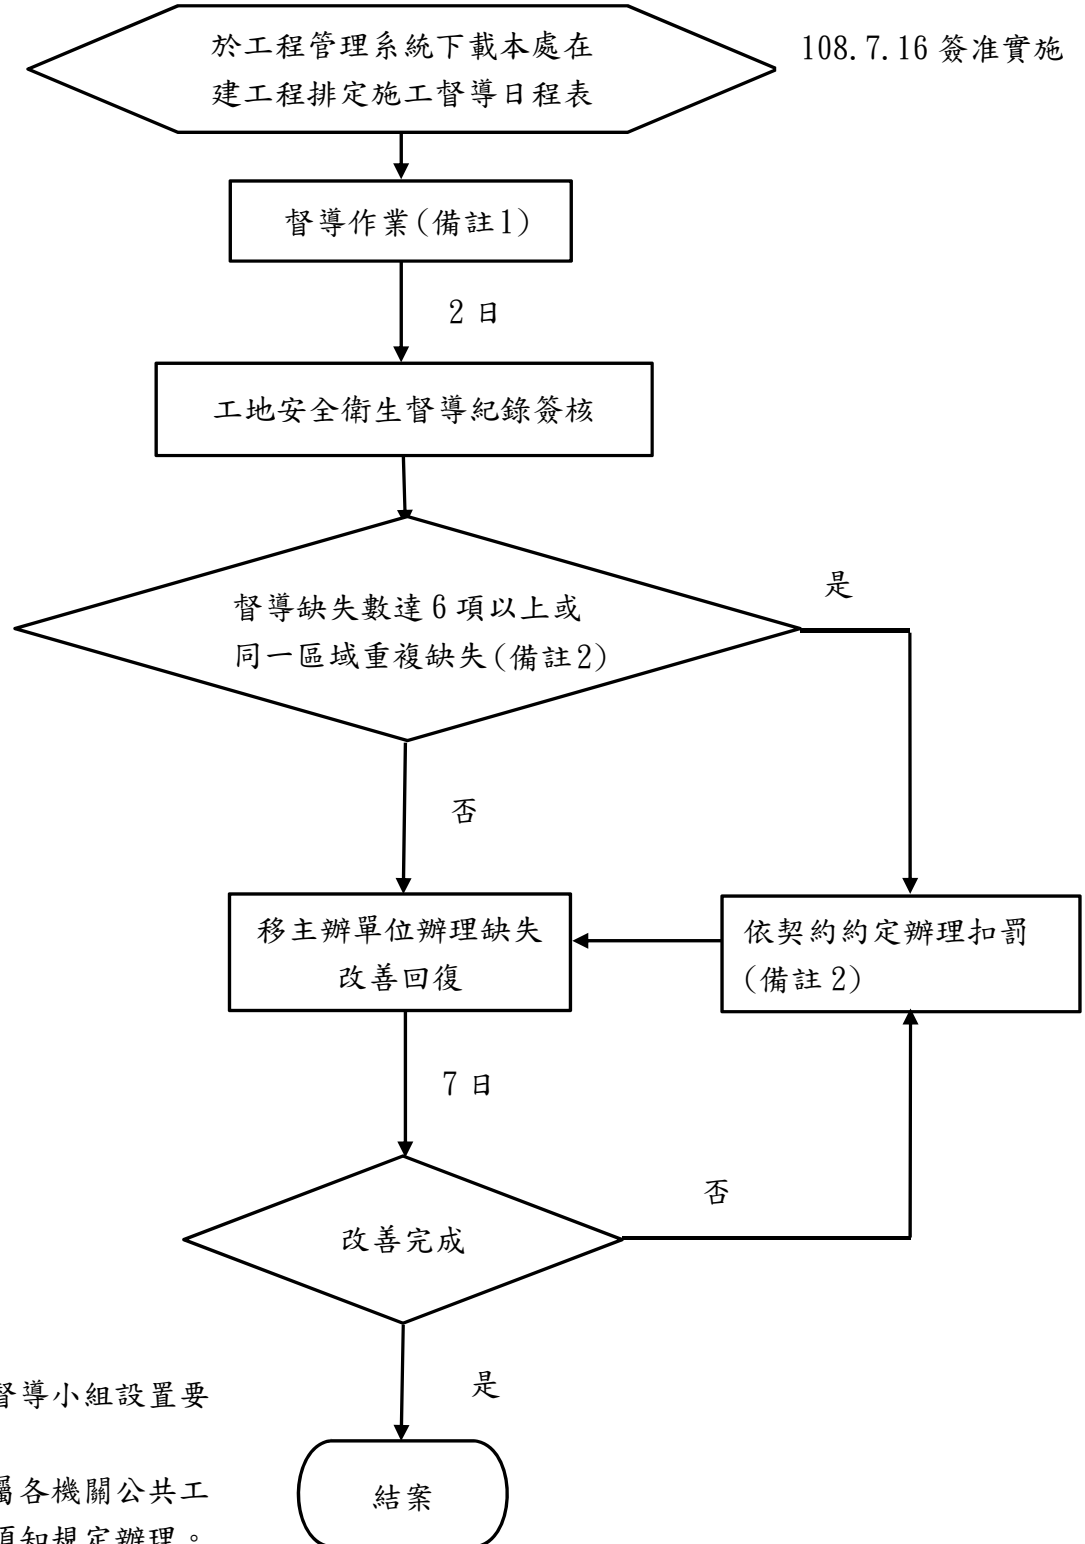 於工程管理系統下載本處在
建工程排定施工督導日程表
108.7.16 簽准實施
督導作業(備註1)
2 日
工地安全衛生督導紀錄簽核
督導缺失數達 6 項以上或
同一區域重複缺失(備註2)
是
否
移主辦單位辦理缺失
改善回復
依契約約定辦理扣罰
(備註 2)
7 日
改善完成
否
是
督導小組設置要
屬各機關公共工
須知規定辦理。
結案